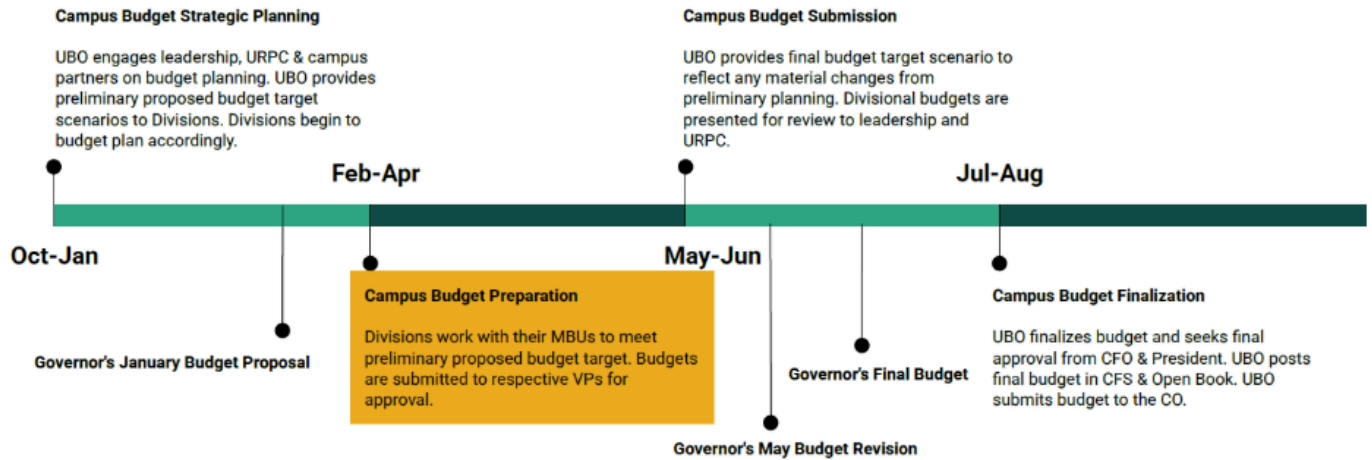 Campus Budget Strategic Planning
UBO engages leadership, URPC & campus
partners on budget planning. UBO provides
preliminary proposed budget target
scenarios to Divisions. Divisions begin to
budget plan accordingly.
Campus Budget Submission
UBO provides final budget target scenario to
reflect any material changes from
preliminary planning. Divisional budgets are
presented for review to leadership and
URPC.
Feb-Apr
Jul-Aug
Oct-Jan
May-Jun
Campus Budget Preparation
Divisions work with their MBUs to meet
preliminary proposed budget target. Budgets
are submitted to respective VPs for
approval.
Campus Budget Finalization
UBO finalizes budget and seeks final
approval from CFO & President. UBO posts
final budget in CFS & Open Book. UBO
submits budget to the CO.
Governor's January Budget Proposal
Governor's Final Budget
Governor's May Budget Revision